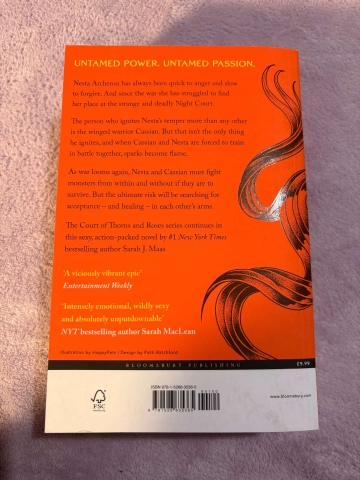 UNTAMED POWER. UNTAMED PASSION.
Nesta Archeron has always been quick to anger and slow
to forgive. And since the war she has struggled to find
her place at the strange and deadly Night Court.
The person who ignites Nesta's temper more than any other
is the winged warrior Cassian. But that isn't the only thing
he ignites, and when Cassian and Nesta are forced to train
in battle together, sparks become flame.
As war looms again, Nesta and Cassian must fight
monsters from within and without if they are to
survive. But the ultimate risk will be searching for
acceptance – and healing – in each other's arms.
The Court of Thorns and Roses series continues in
this sexy, action-packed novel by #1 New York Times
bestselling author Sarah J. Maas
'A viciously vibrant epic'
Entertainment Weekly
'Intensely emotional, wildly sexy
and absolutely unputdownable'
NYT bestselling author Sarah MacLean
Illustration by HappyPets / Design by Patti Ratchford
£9.99
BLOOMSBURY PUBLISHING
FSC
www.bloomsbury.com